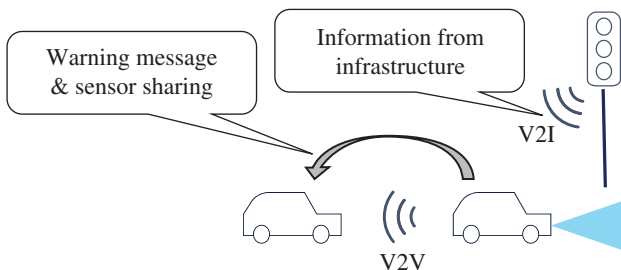 Warning message
& sensor sharing
Information from
infrastructure
V2I
V2V